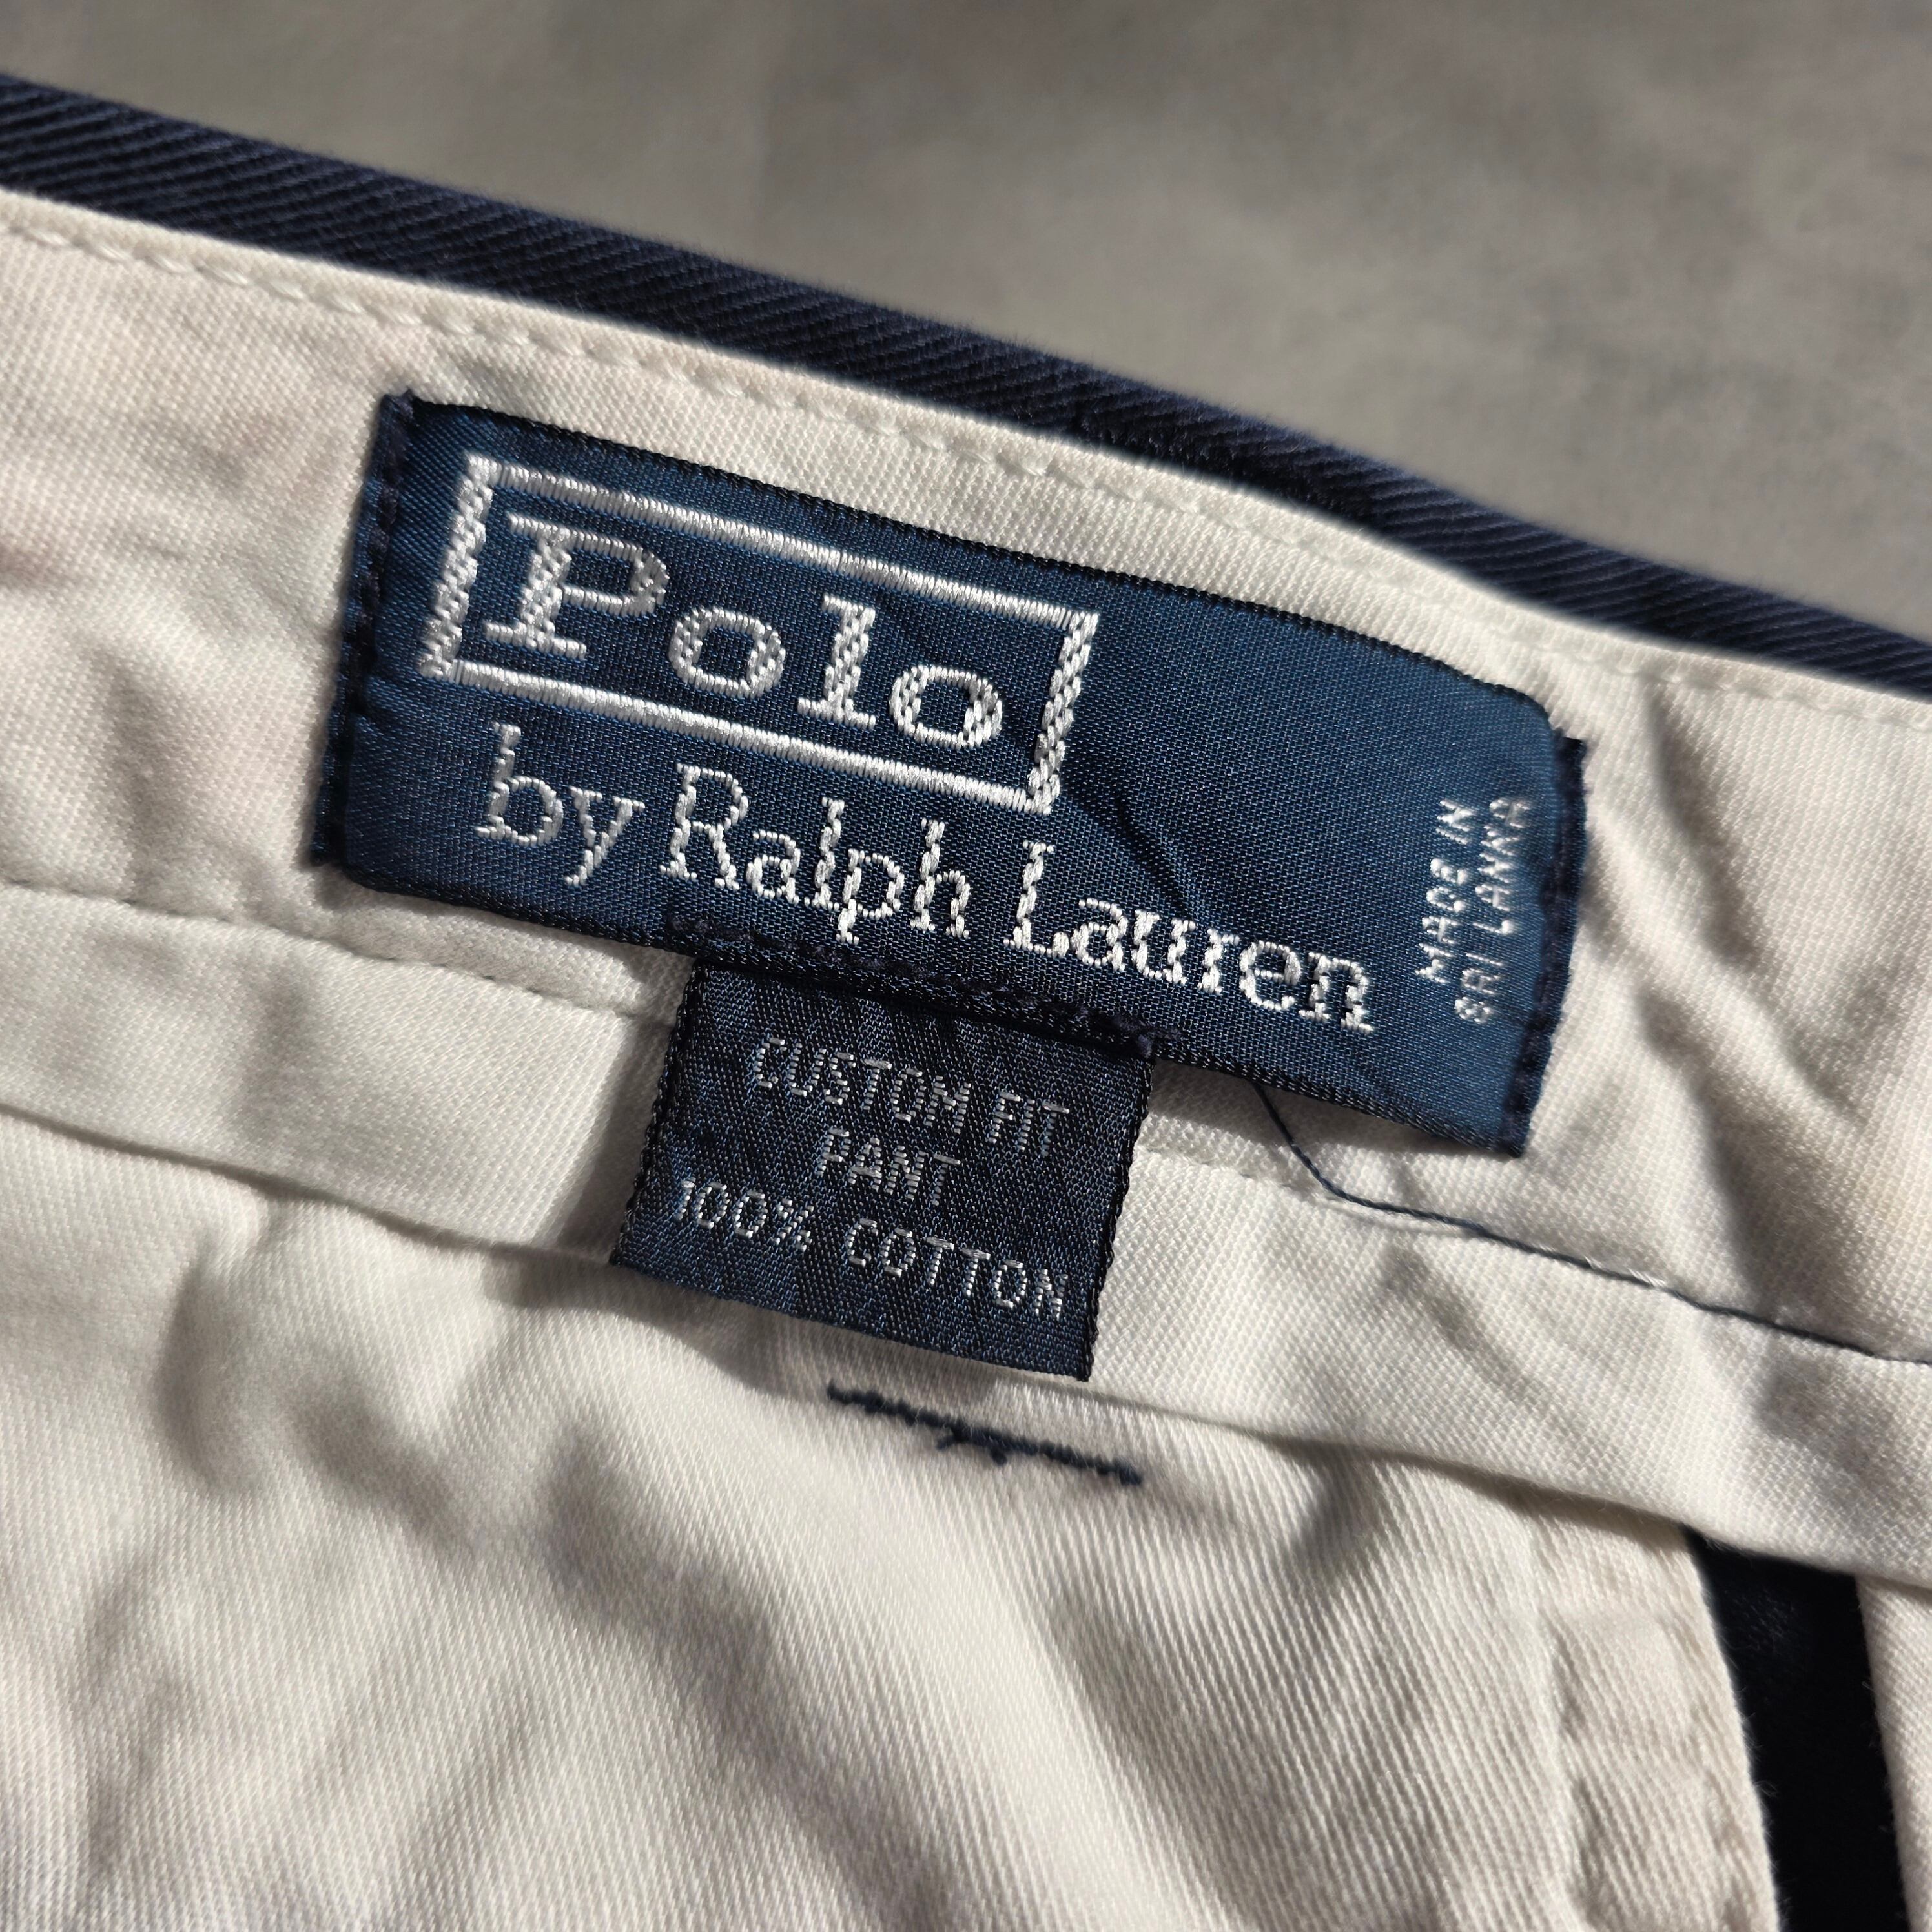 Polo
by Ralph Lauren
MADE IN
SRI LANKA
CUSTOM FIT
PANT
100% COTTON